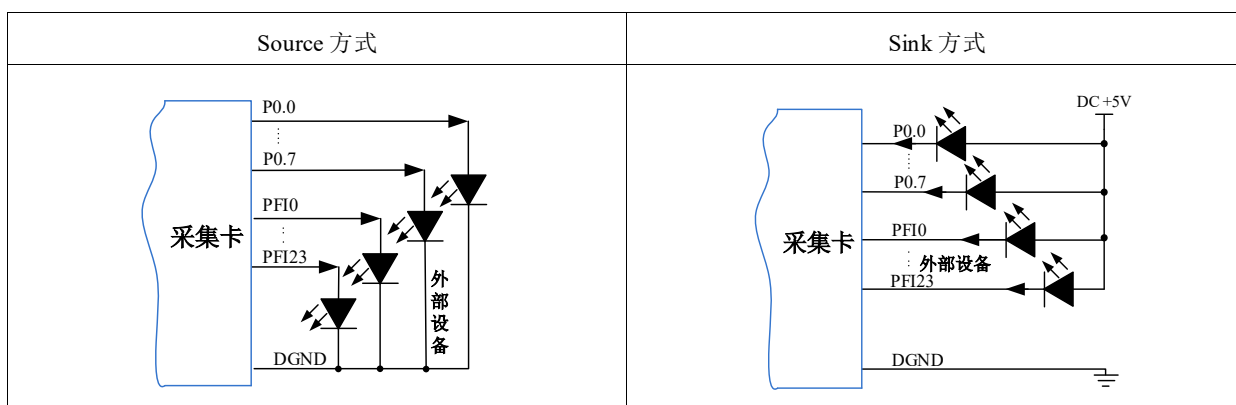 Source 方式
Sink 方式
P0.0
P0.7
PFI0
采集卡
PFI23
外部设备
DGND
DC +5V
P0.0
P0.7
PFI0
采集卡
外部设备
PFI23
DGND